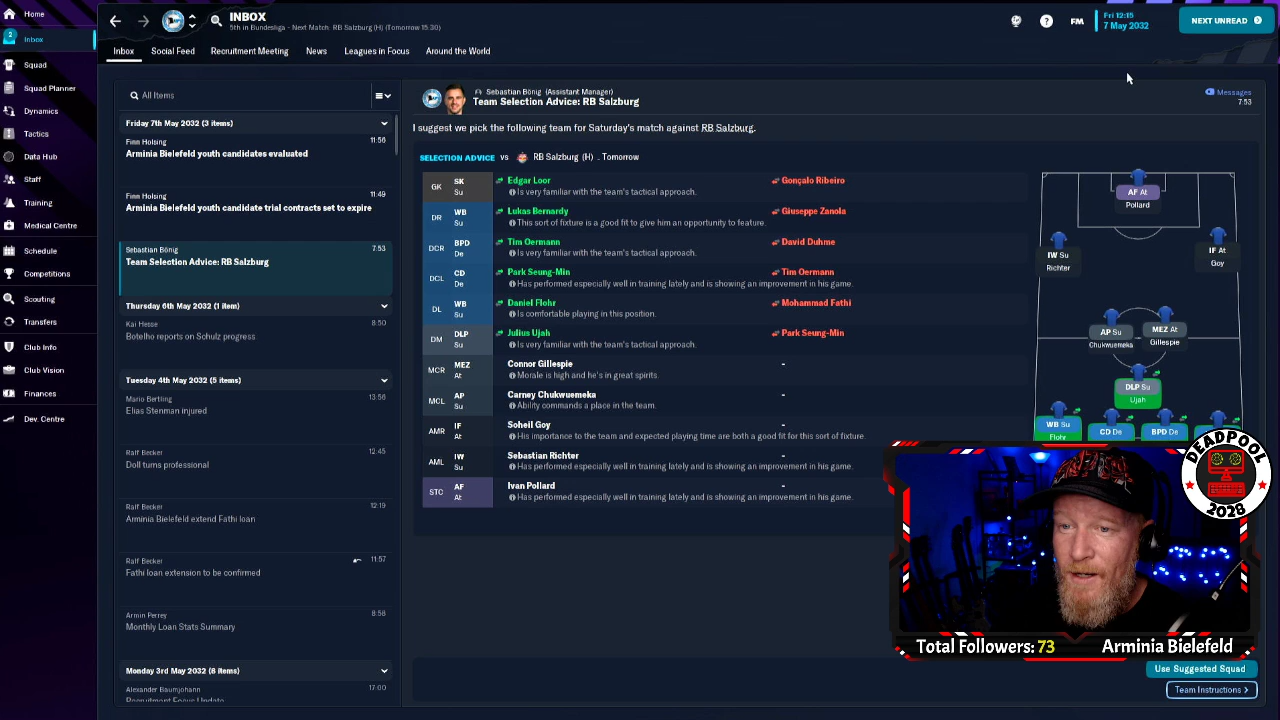 Home
2
Inbox
Squad
Squad Planner
Dynamics
Tactics
Data Hub
Staff
Training
Medical Centre
Schedule
Competitions
Scouting
Transfers
Club Info
Club Vision
Finances
Dev. Centre
INBOX
5th in Bundesliga - Next Match: RB Salzburg (H) (Tomorrow 15:30)
FM
Fri 12:15
7 May 2032
NEXT UNREAD
Inbox
Social Feed
Recruitment Meeting
News
Leagues in Focus
Around the World
All Items
Friday 7th May 2032 (3 items)
Finn Holsing 11:56
Arminia Bielefeld youth candidates evaluated
Finn Holsing 11:49
Arminia Bielefeld youth candidate trial contracts set to expire
Sebastian Bönig 7:53
Team Selection Advice: RB Salzburg
Thursday 6th May 2032 (1 item)
Kai Hesse 8:50
Botelho reports on Schulz progress
Tuesday 4th May 2032 (5 items)
Mario Bertling 13:56
Elias Stenman injured
Ralf Becker 12:45
Doll turns professional
Ralf Becker 12:19
Arminia Bielefeld extend Fathi loan
Ralf Becker 11:57
Fathi loan extension to be confirmed
Armin Perrey 8:58
Monthly Loan Stats Summary
Monday 3rd May 2032 (8 items)
Alexander Baumjohann 17:00
Recruitment Focus Update
Sebastian Bönig (Assistant Manager)
Team Selection Advice: RB Salzburg
Messages
7:53
I suggest we pick the following team for Saturday's match against RB Salzburg.
SELECTION ADVICE vs RB Salzburg (H) . Tomorrow
GK SK Su Edgar Loor Gonçalo Ribeiro
Is very familiar with the team's tactical approach.
DR WB Su Lukas Bernardy Giuseppe Zanola
This sort of fixture is a good fit to give him an opportunity to feature.
DCR BPD De Tim Oermann David Duhme
Is very familiar with the team's tactical approach.
DCL CD De Park Seung-Min Tim Oermann
Has performed especially well in training lately and is showing an improvement in his game.
DL WB Su Daniel Flohr Mohammad Fathi
Is comfortable playing in this position.
DM DLP Su Julius Ujah Park Seung-Min
Is very familiar with the team's tactical approach.
MCR MEZ At Connor Gillespie -
Morale is high and he's in great spirits.
MCL AP Su Carney Chukwuemeka -
Ability commands a place in the team.
AMR IF At Soheil Goy -
His importance to the team and expected playing time are both a good fit for this sort of fixture.
AML IW Su Sebastian Richter -
Has performed especially well in training lately and is showing an improvement in his game.
STC AF At Ivan Pollard -
Has performed especially well in training lately and is showing an improvement in his game.
AF At
Pollard
IW Su
Richter
IF At
Goy
AP Su
Chukwuemeka
MEZ At
Gillespie
DLP Su
Ujah
WB Su
Flohr
CD De
BPD De
DEADPOOL
2028
Total Followers: 73
Arminia Bielefeld
Use Suggested Squad
Team Instructions